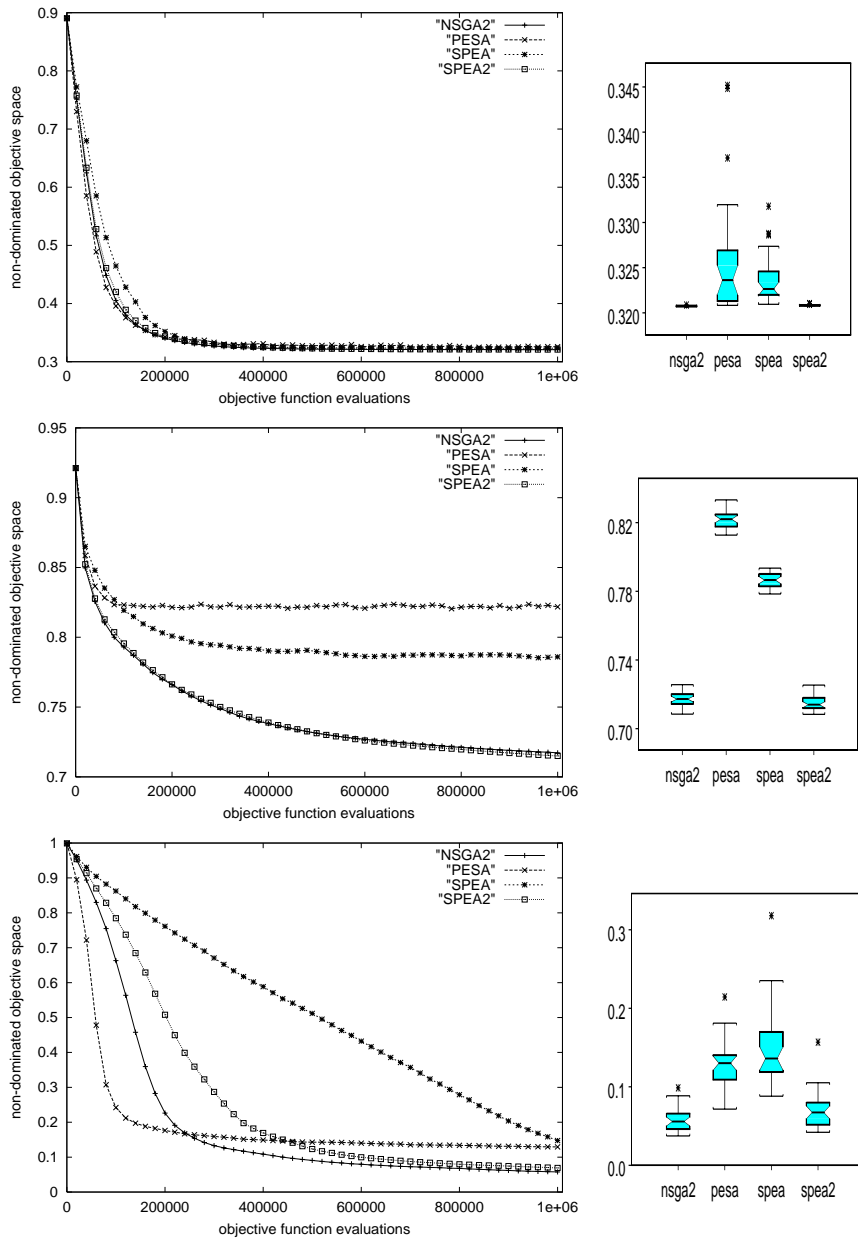 0.9
0.8
0.7
0.6
0.5
0.4
0.3
non-dominated objective space
"NSGA2"
"PESA"
"SPEA"
"SPEA2"
0
200000
400000
600000
800000
1e+06
objective function evaluations
0.345
0.340
0.335
0.330
0.325
0.320
nsga2
pesa
spea
spea2
0.95
0.9
0.85
0.8
0.75
0.7
non-dominated objective space
"NSGA2"
"PESA"
"SPEA"
"SPEA2"
0
200000
400000
600000
800000
1e+06
objective function evaluations
0.82
0.78
0.74
0.70
nsga2
pesa
spea
spea2
1
0.9
0.8
0.7
0.6
0.5
0.4
0.3
0.2
0.1
0
non-dominated objective space
"NSGA2"
"PESA"
"SPEA"
"SPEA2"
0
200000
400000
600000
800000
1e+06
objective function evaluations
0.3
0.2
0.1
0.0
nsga2
pesa
spea
spea2